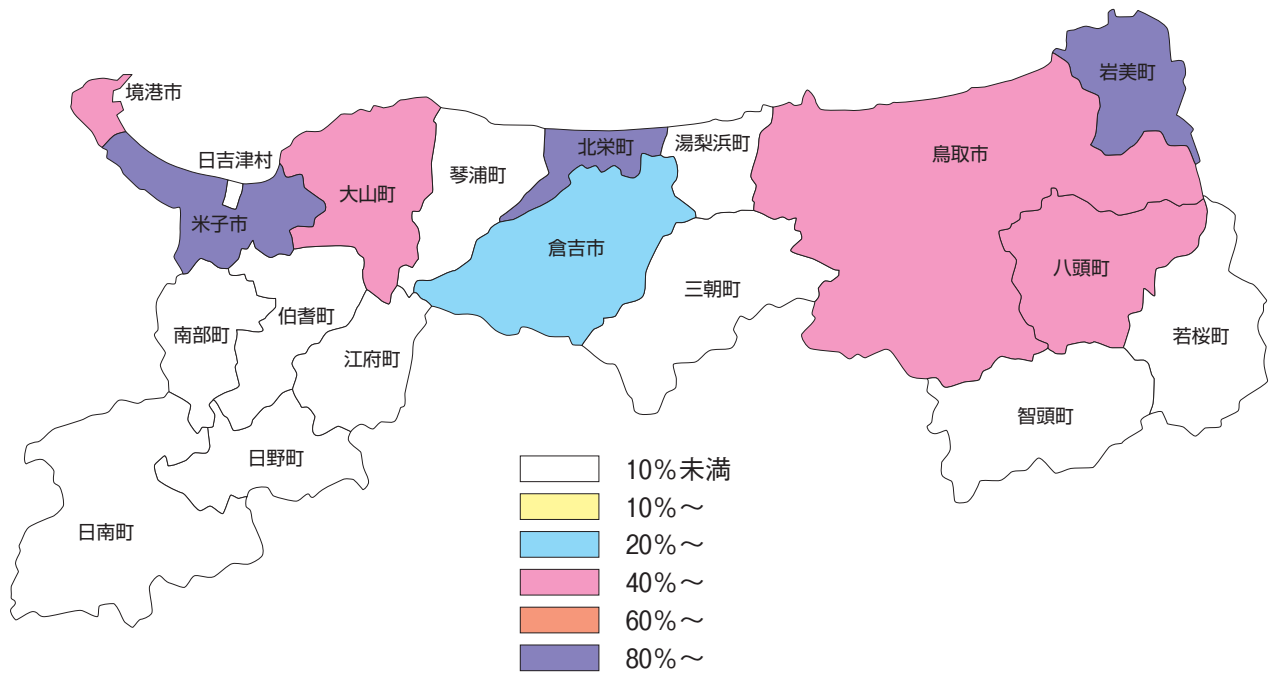 岩美町
境港市
湯梨浜町
北栄町
鳥取市
日吉津村
琴浦町
大山町
米子市
倉吉市
八頭町
三朝町
伯耆町
南部町
若桜町
江府町
智頭町
日野町
日南町
10%未満
10%～
20%～
40%～
60%～
80%～